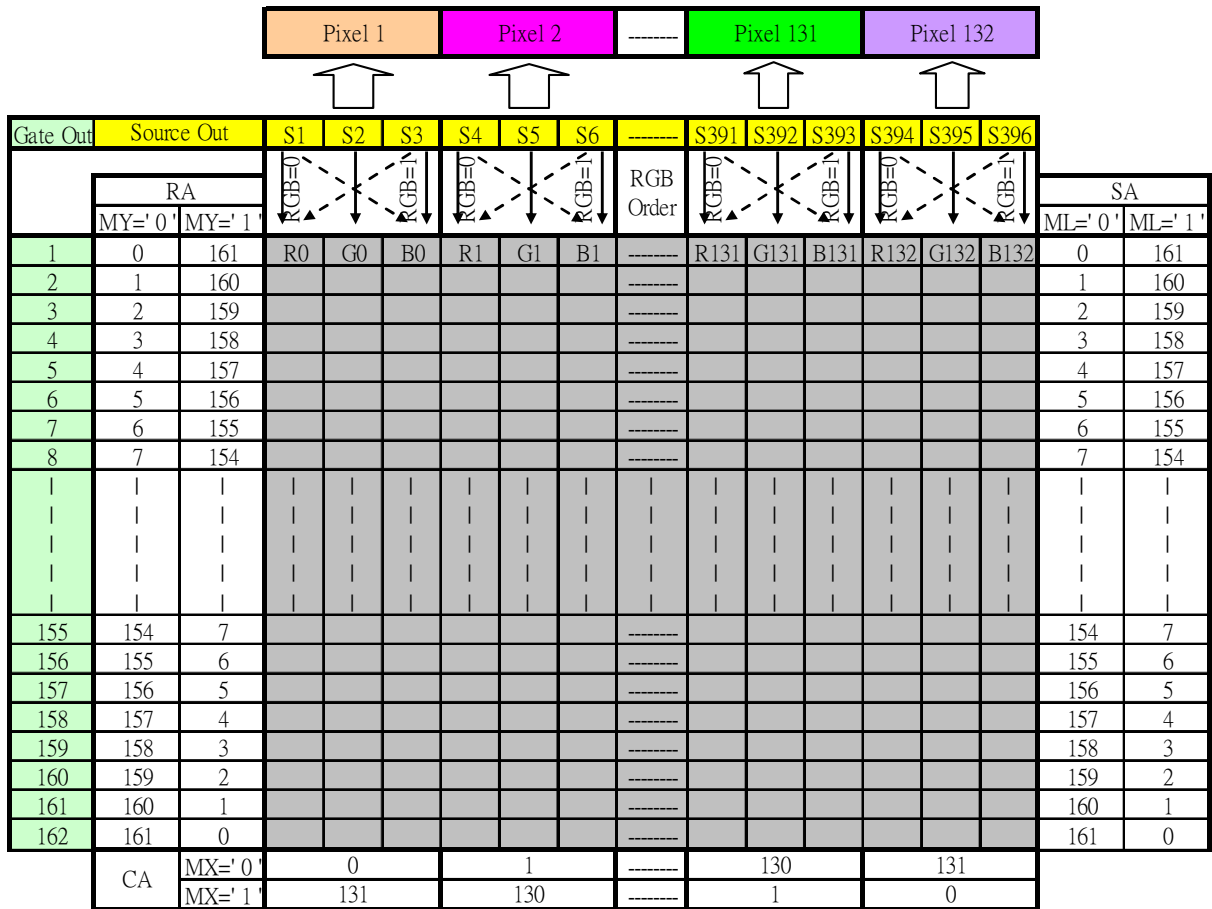 Pixel 1 Pixel 2 -------- Pixel 131 Pixel 132
Gate Out Source Out S1 S2 S3 S4 S5 S6 -------- S391 S392 S393 S394 S395 S396
RGB=0 RGB=1 RGB=0 RGB=1 RGB Order RGB=0 RGB=1 RGB=0 RGB=1
RA SA
MY=' 0 ' MY=' 1 ' ML=' 0 ' ML=' 1 '
1 0 161 R0 G0 B0 R1 G1 B1 -------- R131 G131 B131 R132 G132 B132 0 161
2 1 160 -------- 1 160
3 2 159 -------- 2 159
4 3 158 -------- 3 158
5 4 157 -------- 4 157
6 5 156 -------- 5 156
7 6 155 -------- 6 155
8 7 154 -------- 7 154
| | | | | | | | | | | | | | | | | |
| | | | | | | | | | | | | | | | | |
| | | | | | | | | | | | | | | | | |
| | | | | | | | | | | | | | | | | |
| | | | | | | | | | | | | | | | | |
155 154 7 -------- 154 7
156 155 6 -------- 155 6
157 156 5 -------- 156 5
158 157 4 -------- 157 4
159 158 3 -------- 158 3
160 159 2 -------- 159 2
161 160 1 -------- 160 1
162 161 0 -------- 161 0
CA MX=' 0 ' 0 1 -------- 130 131
MX=' 1 ' 131 130 -------- 1 0